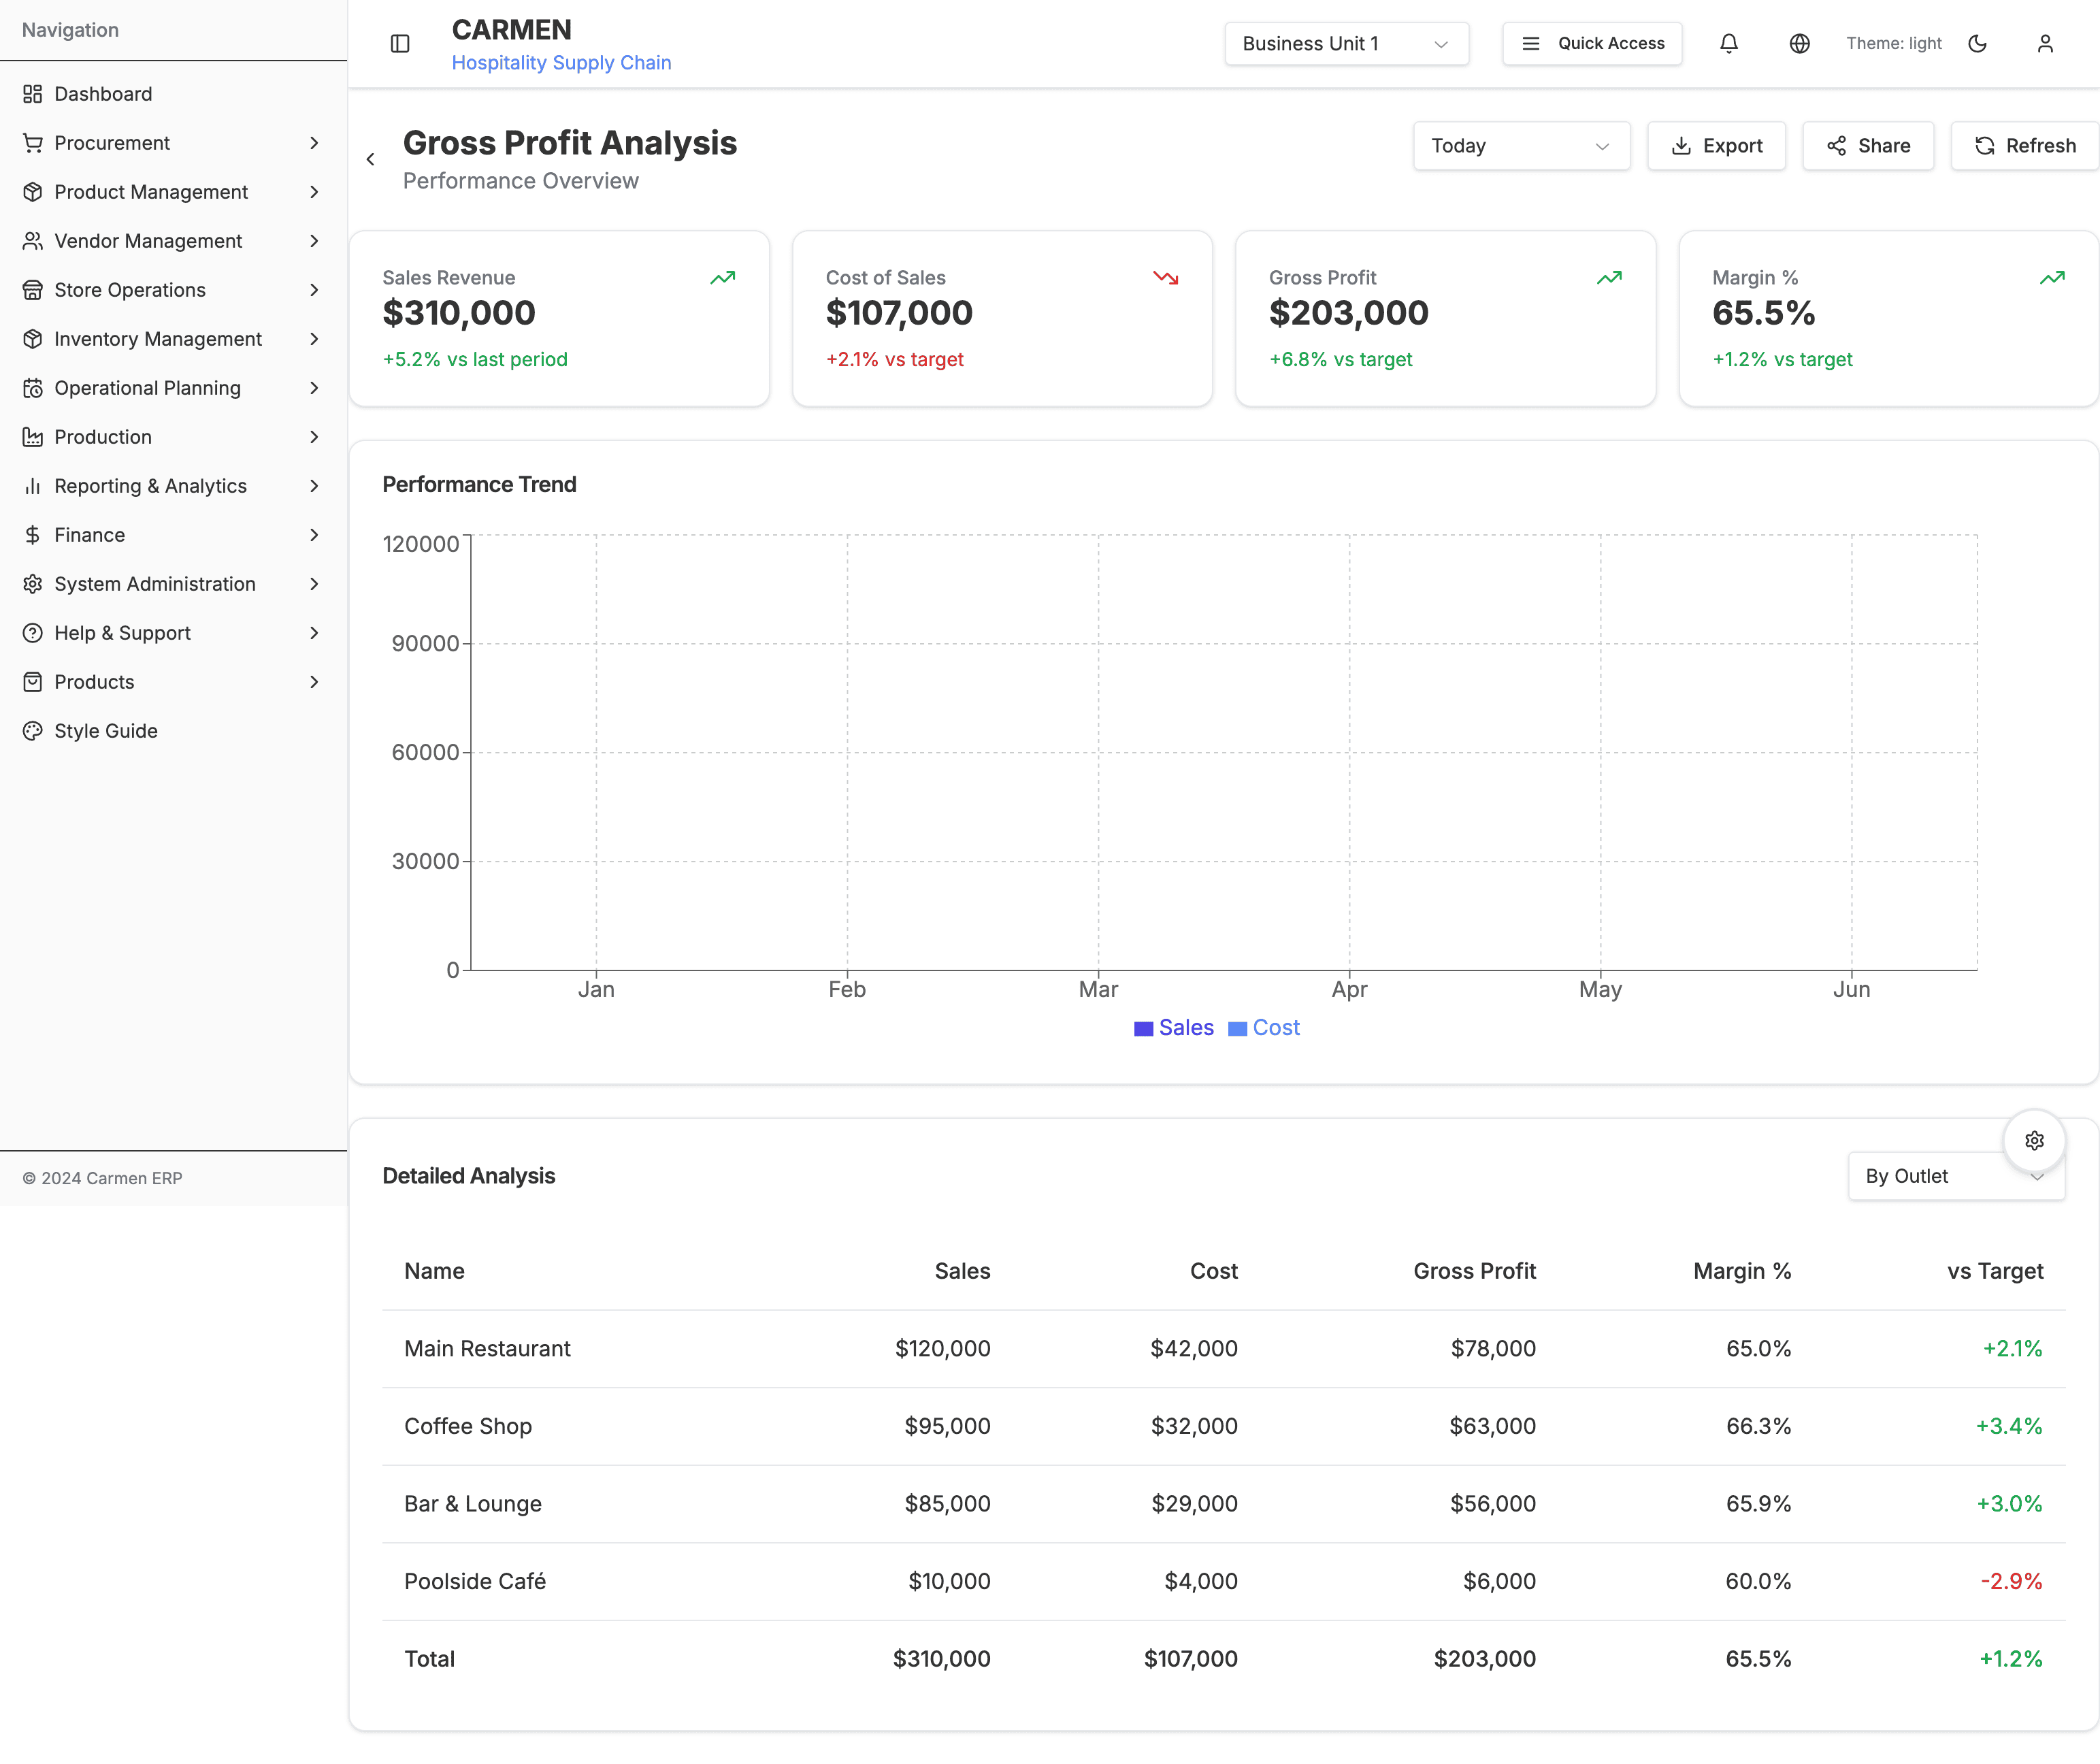 Navigation
Dashboard
Procurement
Product Management
Vendor Management
Store Operations
Inventory Management
Operational Planning
Production
Reporting & Analytics
Finance
System Administration
Help & Support
Products
Style Guide
© 2024 Carmen ERP
CARMEN
Hospitality Supply Chain
Business Unit 1
Quick Access
Theme: light
Gross Profit Analysis
Performance Overview
Today
Export
Share
Refresh
Sales Revenue
$310,000
+5.2% vs last period
Cost of Sales
$107,000
+2.1% vs target
Gross Profit
$203,000
+6.8% vs target
Margin %
65.5%
+1.2% vs target
Performance Trend
120000
90000
60000
30000
0
Jan Feb Mar Apr May Jun
Sales Cost
Detailed Analysis
By Outlet
Name Sales Cost Gross Profit Margin % vs Target
Main Restaurant $120,000 $42,000 $78,000 65.0% +2.1%
Coffee Shop $95,000 $32,000 $63,000 66.3% +3.4%
Bar & Lounge $85,000 $29,000 $56,000 65.9% +3.0%
Poolside Café $10,000 $4,000 $6,000 60.0% -2.9%
Total $310,000 $107,000 $203,000 65.5% +1.2%